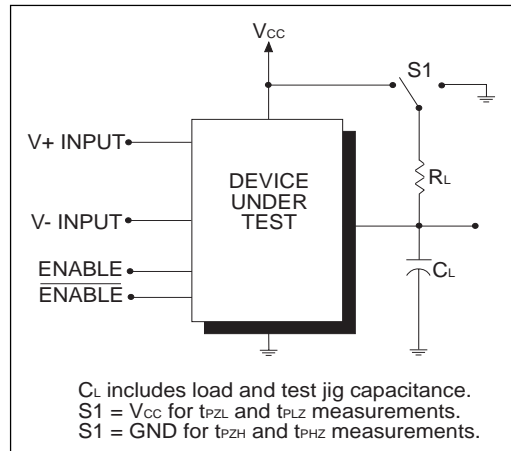 VCC
S1
V+ INPUT
RL
DEVICE
UNDER
TEST
V- INPUT
CL
ENABLE
ENABLE
CL includes load and test jig capacitance.
S1 = VCC for tPZL and tPLZ measurements.
S1 = GND for tPZH and tPHZ measurements.